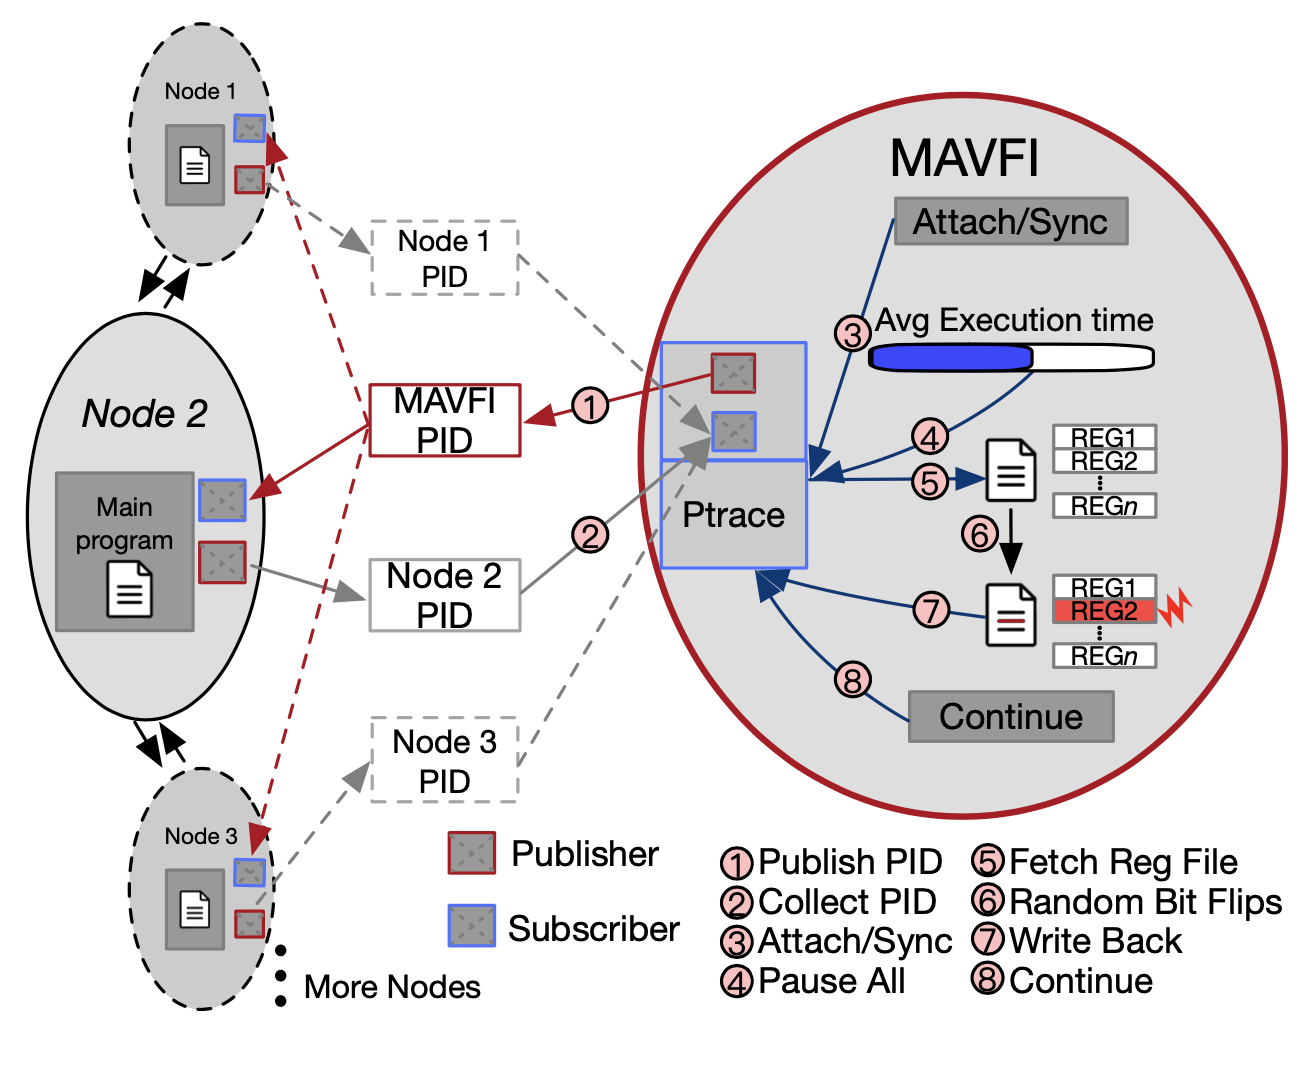 Node 1
Node 1
PID
MAVFI
Attach/Sync
Avg Execution time
3
Node 2
MAVFI
PID
1
4
5
REG1
REG2
REGn
Main
program
Ptrace
2
6
Node 2
PID
7
REG1
REG2
REGn
8
Continue
Node 3
PID
Node 3
Publisher
Subscriber
More Nodes
1 Publish PID
2 Collect PID
3 Attach/Sync
4 Pause All
5 Fetch Reg File
6 Random Bit Flips
7 Write Back
8 Continue